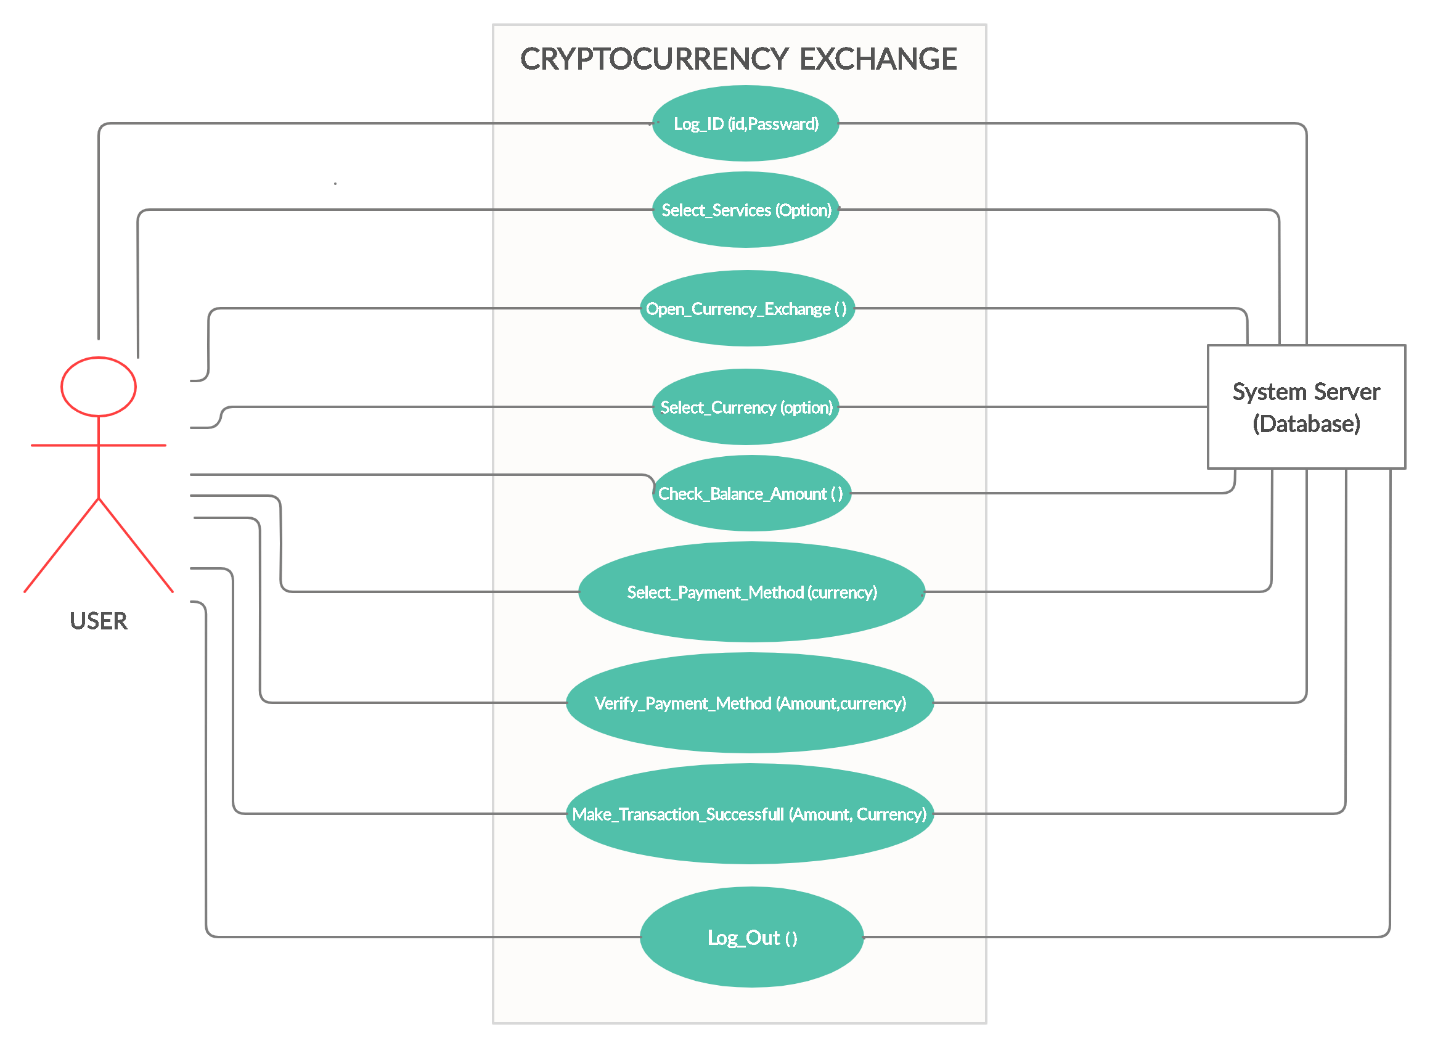 CRYPTOCURRENCY EXCHANGE
Log_ID (id,Passward)
Select_Services (Option)
Open_Currency_Exchange ( )
Select_Currency (option)
System Server
(Database)
Check_Balance_Amount ( )
Select_Payment_Method (currency)
USER
Verify_Payment_Method (Amount,currency)
Make_Transaction_Successfull (Amount, Currency)
Log_Out ( )